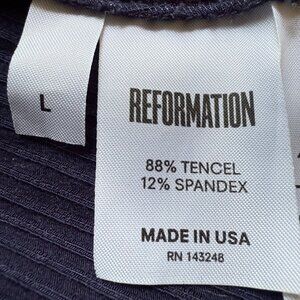 L
REFORMATION
88% TENCEL
12% SPANDEX
MADE IN USA
RN 143248